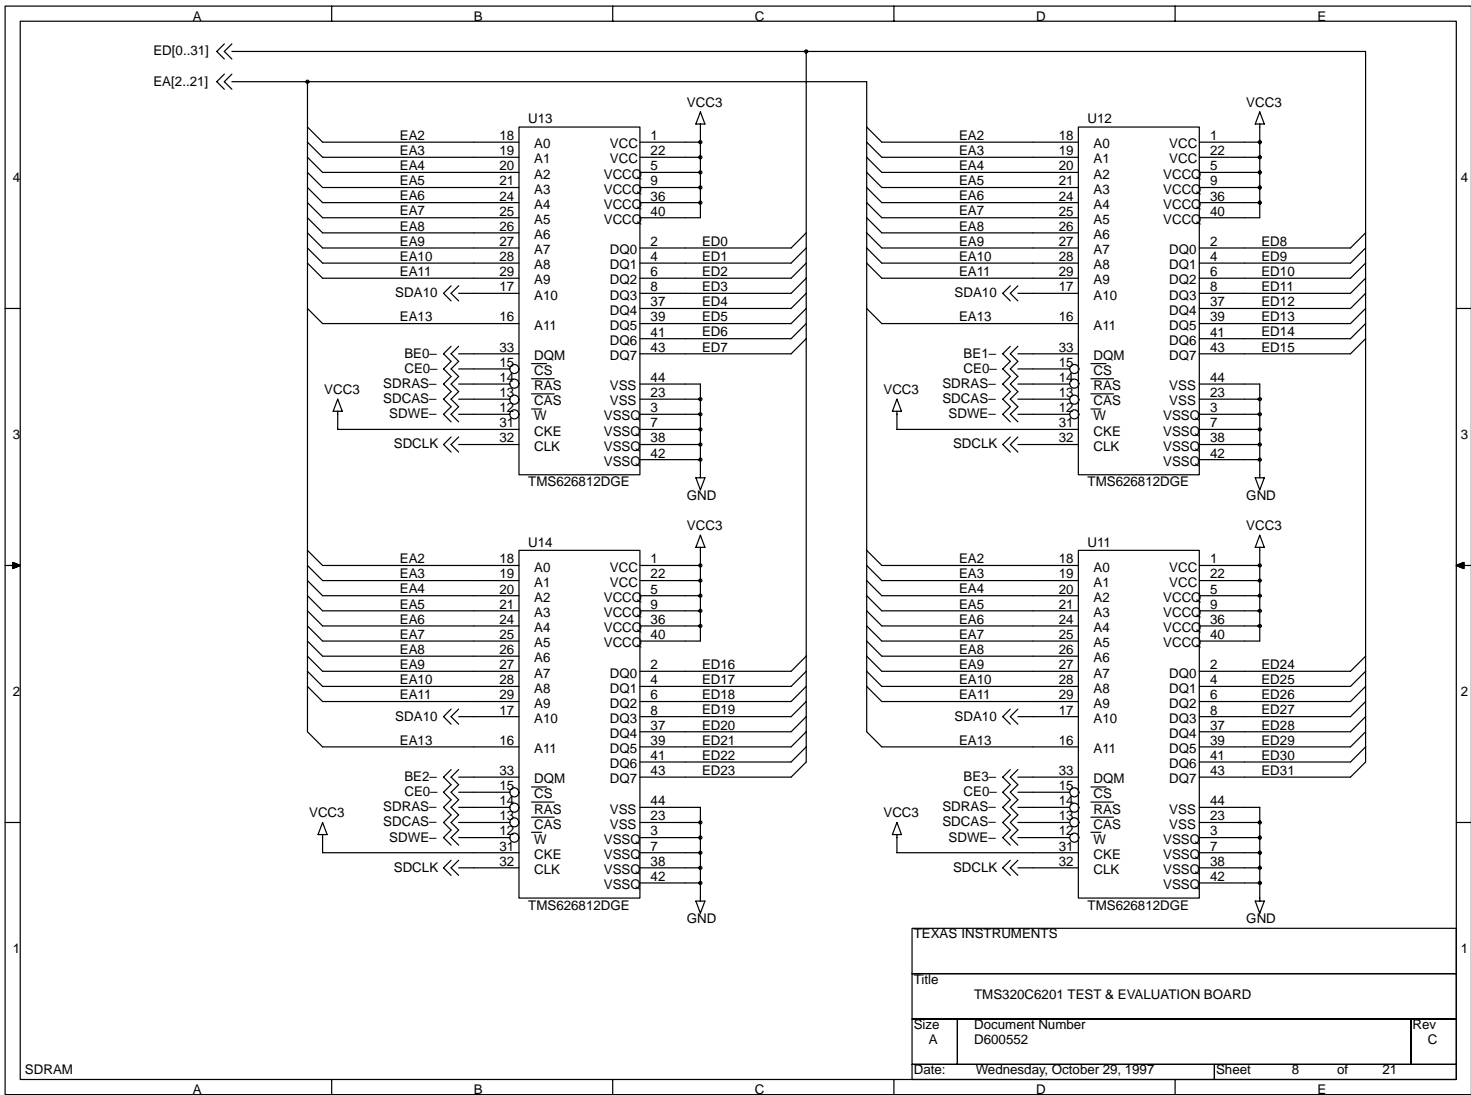 A B C D E
ED[0..31]
EA[2..21]
VCC3 VCC3
U13 U12
EA2 18 A0 VCC 1 EA2 18 A0 VCC 1
EA3 19 A1 VCC 22 EA3 19 A1 VCC 22
EA4 20 A2 VCCQ 5 EA4 20 A2 VCCQ 5
4 EA5 21 A3 VCCQ 9 EA5 21 A3 VCCQ 9 4
EA6 24 A4 VCCQ 36 EA6 24 A4 VCCQ 36
EA7 25 A5 VCCQ 40 EA7 25 A5 VCCQ 40
EA8 26 A6 EA8 26 A6
EA9 27 A7 DQ0 2 ED0 EA9 27 A7 DQ0 2 ED8
EA10 28 A8 DQ1 4 ED1 EA10 28 A8 DQ1 4 ED9
EA11 29 A9 DQ2 6 ED2 EA11 29 A9 DQ2 6 ED10
SDA10 17 A10 DQ3 8 ED3 SDA10 17 A10 DQ3 8 ED11
DQ4 37 ED4 DQ4 37 ED12
EA13 16 A11 DQ5 39 ED5 EA13 16 A11 DQ5 39 ED13
DQ6 41 ED6 DQ6 41 ED14
BE0– 33 DQM DQ7 43 ED7 BE1– 33 DQM DQ7 43 ED15
CE0– 15 CS CE0– 15 CS
VCC3 SDRAS– 14 RAS VSS 44 VCC3 SDRAS– 14 RAS VSS 44
SDCAS– 13 CAS VSS 23 SDCAS– 13 CAS VSS 23
SDWE– 12 W VSSQ 3 SDWE– 12 W VSSQ 3
3 31 CKE VSSQ 7 31 CKE VSSQ 7 3
SDCLK 32 CLK VSSQ 38 SDCLK 32 CLK VSSQ 38
VSSQ 42 VSSQ 42
TMS626812DGE TMS626812DGE
GND GND
VCC3 VCC3
U14 U11
EA2 18 A0 VCC 1 EA2 18 A0 VCC 1
EA3 19 A1 VCC 22 EA3 19 A1 VCC 22
EA4 20 A2 VCCQ 5 EA4 20 A2 VCCQ 5
EA5 21 A3 VCCQ 9 EA5 21 A3 VCCQ 9
EA6 24 A4 VCCQ 36 EA6 24 A4 VCCQ 36
EA7 25 A5 VCCQ 40 EA7 25 A5 VCCQ 40
EA8 26 A6 EA8 26 A6
EA9 27 A7 DQ0 2 ED16 EA9 27 A7 DQ0 2 ED24
EA10 28 A8 DQ1 4 ED17 EA10 28 A8 DQ1 4 ED25
2 EA11 29 A9 DQ2 6 ED18 EA11 29 A9 DQ2 6 ED26 2
SDA10 17 A10 DQ3 8 ED19 SDA10 17 A10 DQ3 8 ED27
DQ4 37 ED20 DQ4 37 ED28
EA13 16 A11 DQ5 39 ED21 EA13 16 A11 DQ5 39 ED29
DQ6 41 ED22 DQ6 41 ED30
BE2– 33 DQM DQ7 43 ED23 BE3– 33 DQM DQ7 43 ED31
CE0– 15 CS CE0– 15 CS
VCC3 SDRAS– 14 RAS VSS 44 VCC3 SDRAS– 14 RAS VSS 44
SDCAS– 13 CAS VSS 23 SDCAS– 13 CAS VSS 23
SDWE– 12 W VSSQ 3 SDWE– 12 W VSSQ 3
31 CKE VSSQ 7 31 CKE VSSQ 7
SDCLK 32 CLK VSSQ 38 SDCLK 32 CLK VSSQ 38
VSSQ 42 VSSQ 42
TMS626812DGE TMS626812DGE
GND GND
1 TEXAS INSTRUMENTS 1
Title
TMS320C6201 TEST & EVALUATION BOARD
Size Document Number Rev
A D600552 C
SDRAM Date: Wednesday, October 29, 1997 Sheet 8 of 21
A B C D E